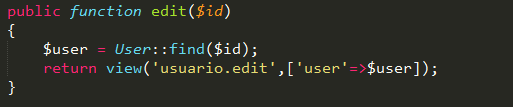 public function edit($id)
{
    $user = User::find($id);
    return view('usuario.edit',['user'=>$user]);
}